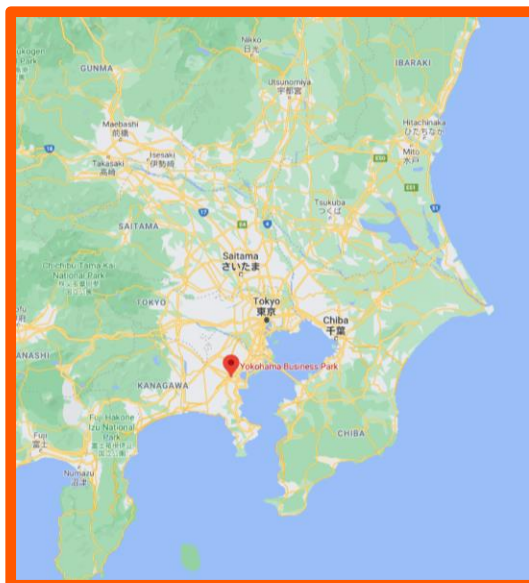 Nikko
日光
IBARAKI
GUNMA
Utsunomiya
宇都宮
Hitachinaka
ひたちなか
Maebashi
前橋
Mito
水戸
Isesaki
伊勢崎
Takasaki
高崎
Tsukuba
つくば
SAITAMA
Saitama
さいたま
Chichibu Tama Kai
National Park
TOKYO
Tokyo
東京
Chiba
千葉
Yokohama Business Park
KANAGAWA
Fuji Hakone
Izu National
Park
Fuji
富士
CHIBA
Numazu
沼津